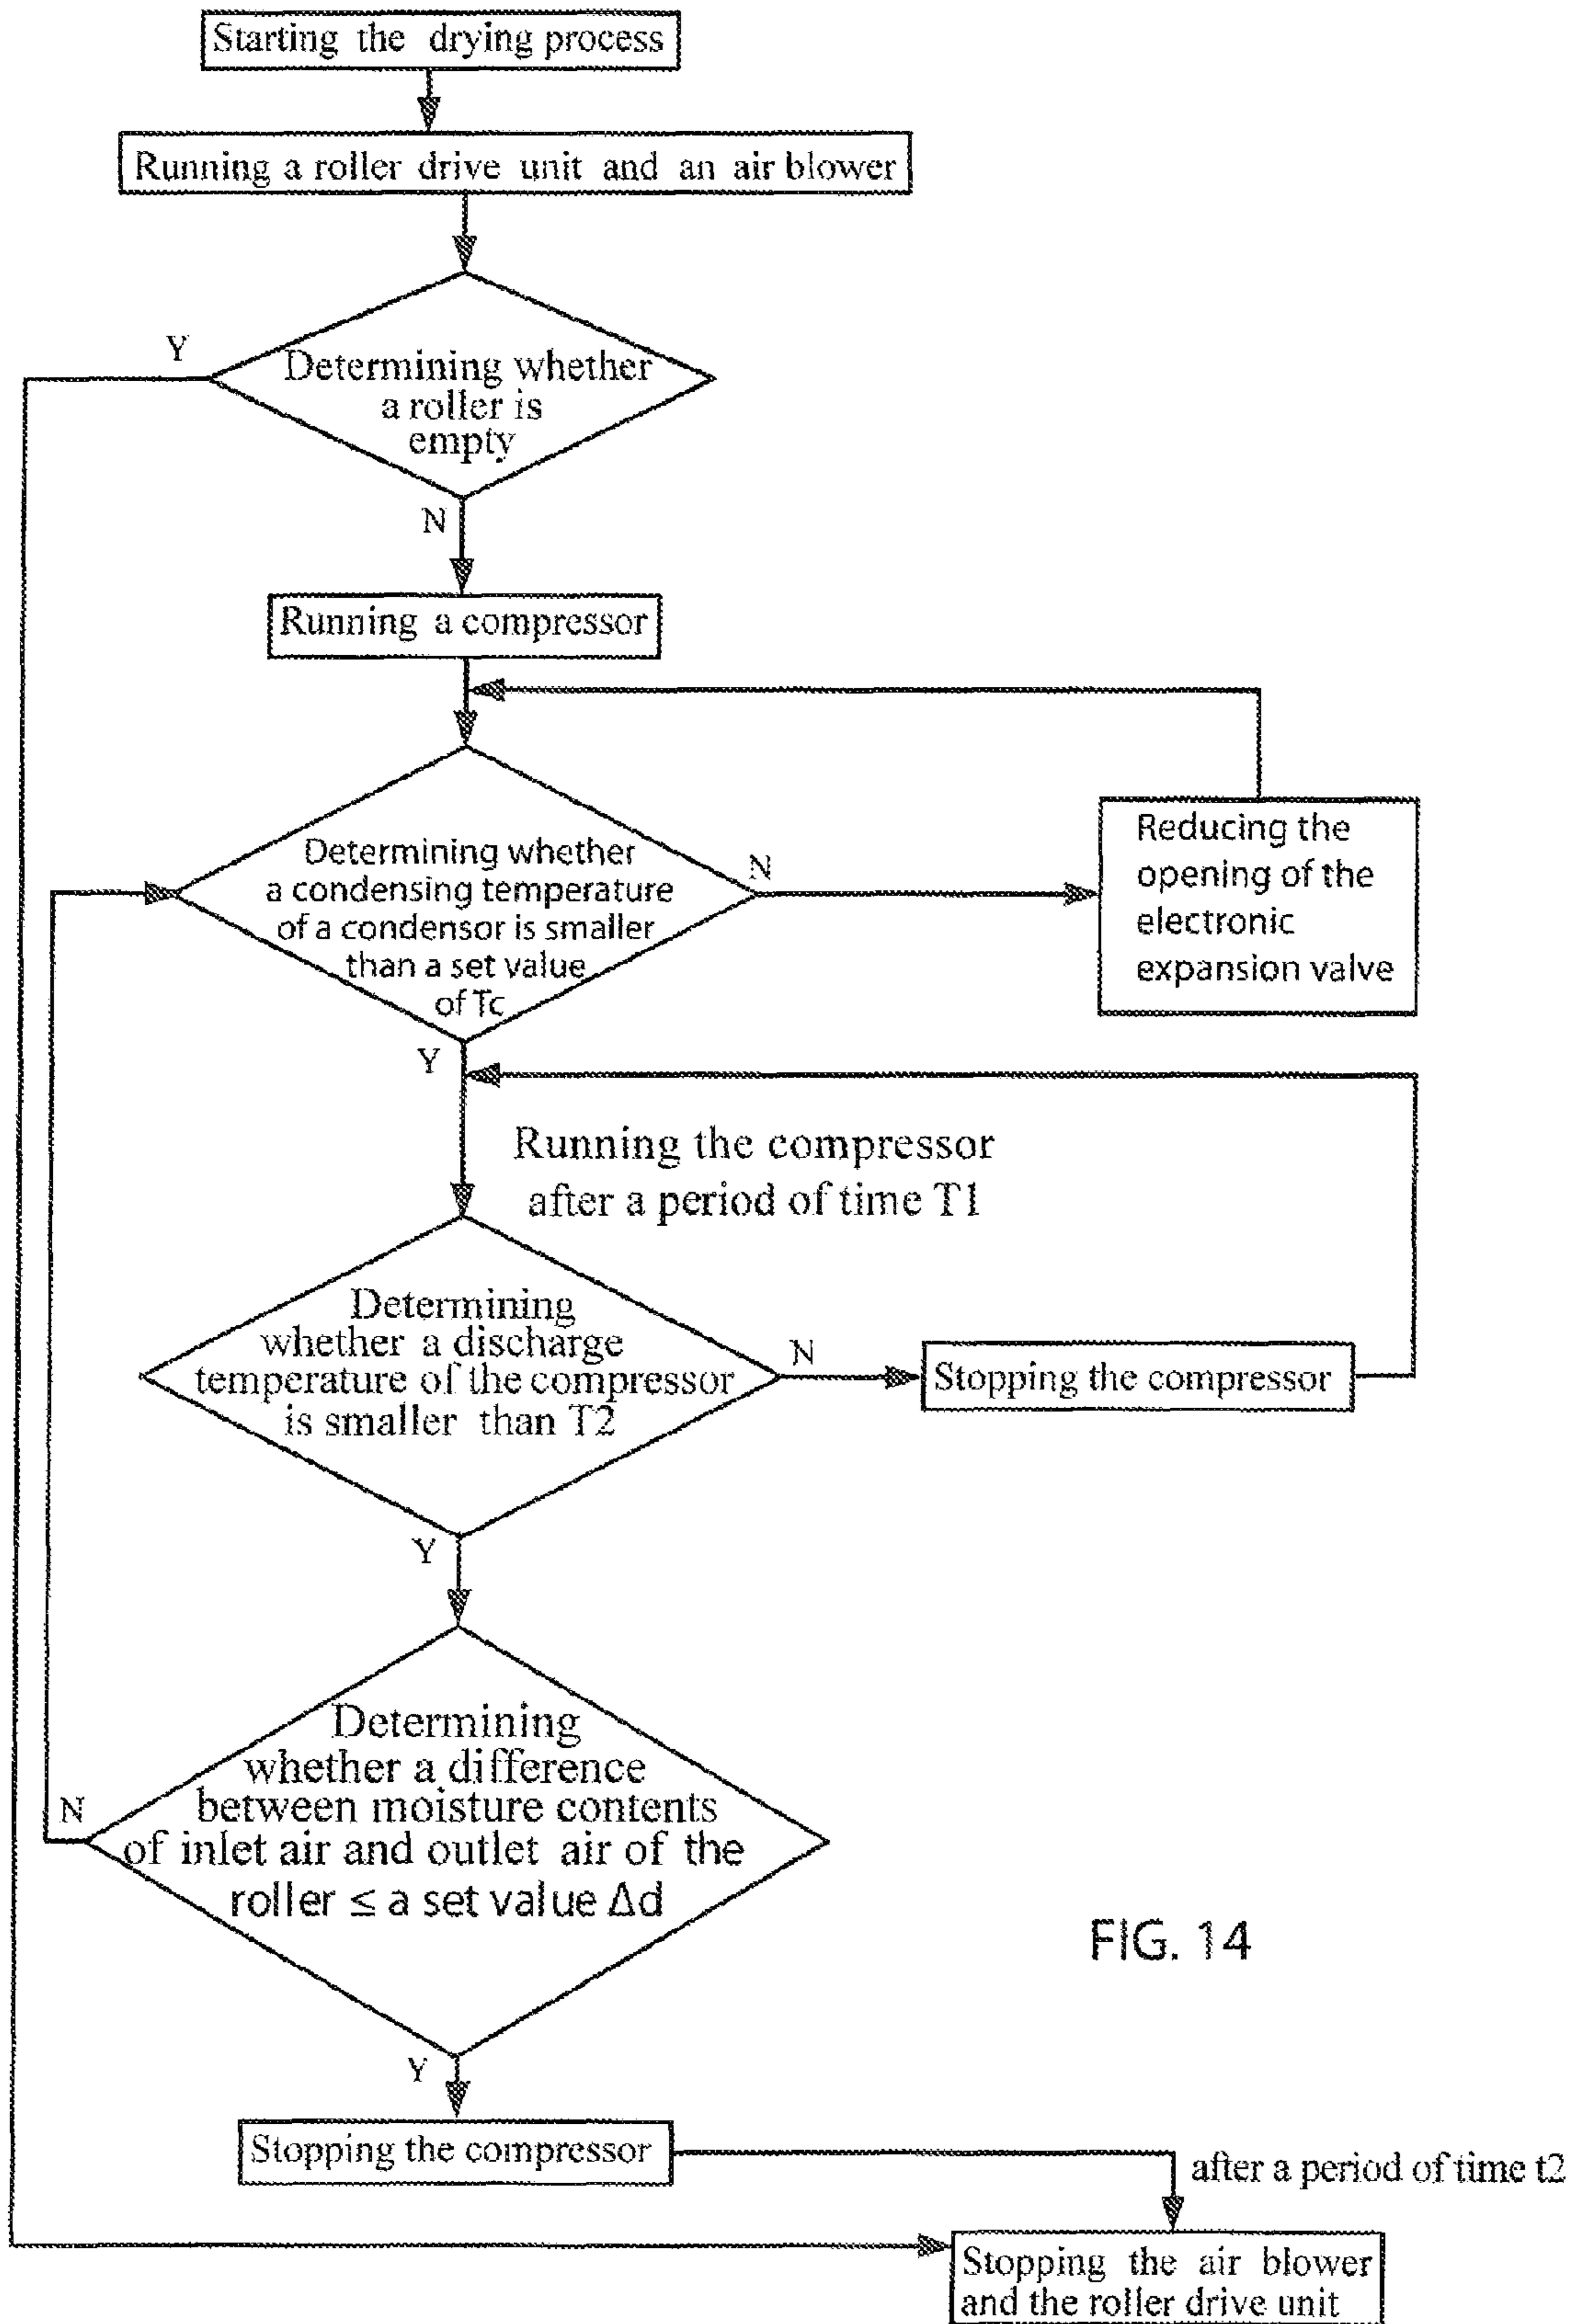 Starting the drying process
Running a roller drive unit and an air blower
Y
Determining whether
a roller is
empty
N
Running a compressor
Determining whether
a condensing temperature
of a condensor is smaller
than a set value
of Tc
N
Reducing the
opening of the
electronic
expansion valve
Y
Running the compressor
after a period of time T1
Determining
whether a discharge
temperature of the compressor
is smaller than T2
N
Stopping the compressor
Y
Determining
whether a difference
between moisture contents
of inlet air and outlet air of the
roller ≤ a set value Δd
N
FIG. 14
Y
Stopping the compressor
after a period of time t2
Stopping the air blower
and the roller drive unit